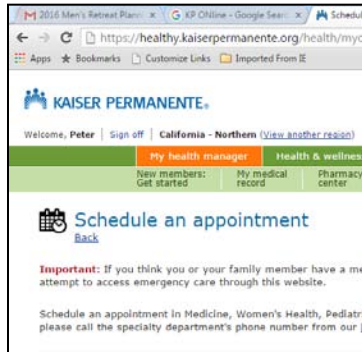 2016 Men's Retreat Plann
KP ONline - Google Sear
Schedul
https://healthy.kaiserpermanente.org/health/myc
Apps Bookmarks Customize Links Imported From IE
KAISER PERMANENTE®
Welcome, Peter | Sign off | California - Northern (View another region)
My health manager Health & wellnes
New members: Get started
My medical record
Pharmacy center
Schedule an appointment
Back
Important: If you think you or your family member have a me
attempt to access emergency care through this website.
Schedule an appointment in Medicine, Women's Health, Pediatr
please call the specialty department's phone number from our